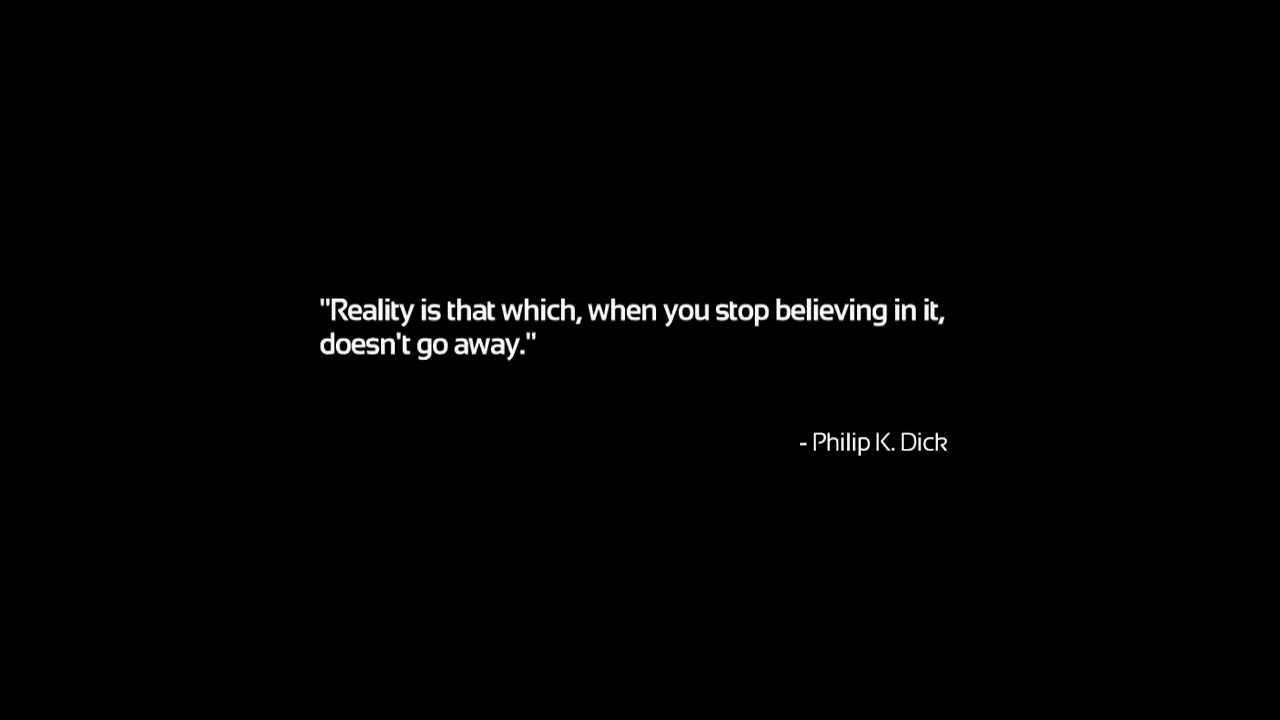 "Reality is that which, when you stop believing in it,
doesn't go away."
- Philip K. Dick